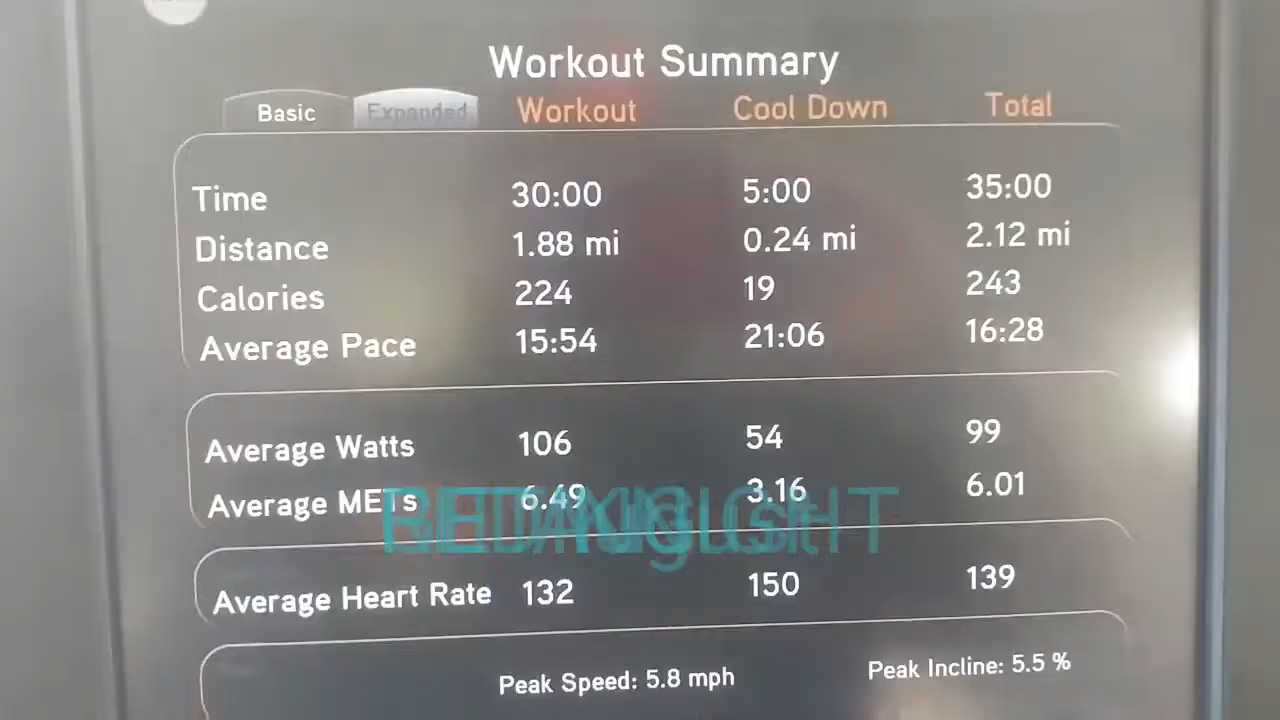 Workout Summary
Basic Expanded Workout Cool Down Total
Time 30:00 5:00 35:00
Distance 1.88 mi 0.24 mi 2.12 mi
Calories 224 19 243
Average Pace 15:54 21:06 16:28
Average Watts 106 54 99
Average METs 6.49 3.16 6.01
Average Heart Rate 132 150 139
Peak Speed: 5.8 mph Peak Incline: 5.5 %